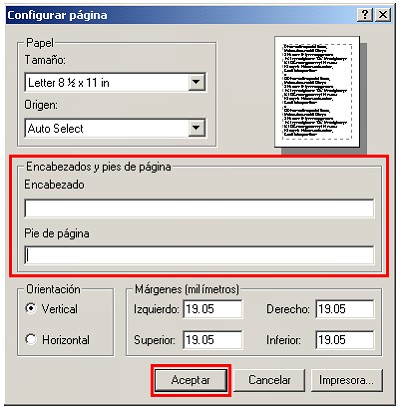 Configurar página
Papel
Tamaño:
Letter 8 ½ x 11 in
Origen:
Auto Select
Encabezados y pies de página
Encabezado
Pie de página
Orientación
Vertical
Horizontal
Márgenes (milímetros)
Izquierdo: 19.05 Derecho: 19.05
Superior: 19.05 Inferior: 19.05
Aceptar Cancelar Impresora...